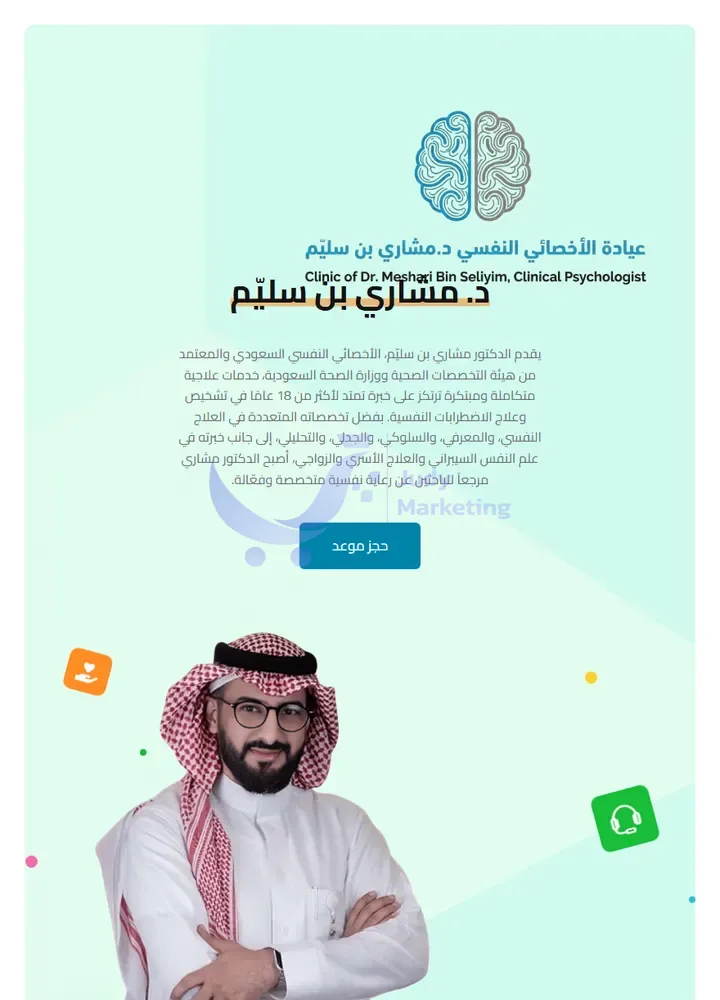 عيادة الأخصائي النفسي د.مشاري بن سليّم
Clinic of Dr. Meshari Bin Seliyim, Clinical Psychologist
د. مشاري بن سليّم
يقدم الدكتور مشاري بن سليّم، الأخصائي النفسي السعودي والمعتمد
من هيئة التخصصات الصحية ووزارة الصحة السعودية، خدمات علاجية
متكاملة ومبتكرة ترتكز على خبرة تمتد لأكثر من 18 عامًا في تشخيص
وعلاج الاضطرابات النفسية. بفضل تخصصاته المتعددة في العلاج
النفسي، والمعرفي، والسلوكي، والجدلي، والتحليلي، إلى جانب خبرته في
علم النفس السيبراني والعلاج الأسري والزواجي، أصبح الدكتور مشاري
مرجعاً للباحثين عن رعاية نفسية متخصصة وفعّالة.
Marketing
حجز موعد